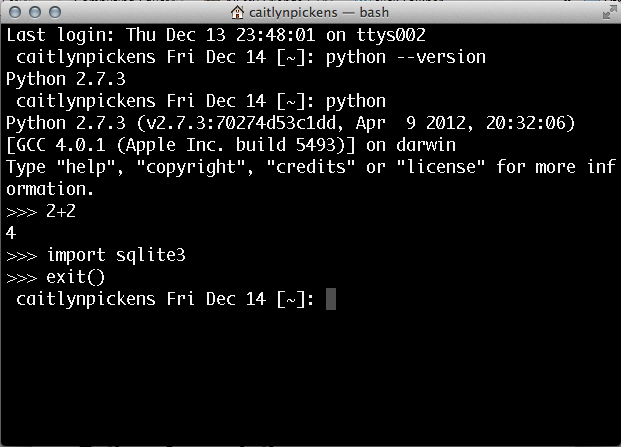 caitlynpickens — bash
Last login: Thu Dec 13 23:48:01 on ttys002
caitlynpickens Fri Dec 14 [~]: python --version
Python 2.7.3
caitlynpickens Fri Dec 14 [~]: python
Python 2.7.3 (v2.7.3:70274d53c1dd, Apr  9 2012, 20:32:06)
[GCC 4.0.1 (Apple Inc. build 5493)] on darwin
Type "help", "copyright", "credits" or "license" for more inf
ormation.
>>> 2+2
4
>>> import sqlite3
>>> exit()
caitlynpickens Fri Dec 14 [~]: